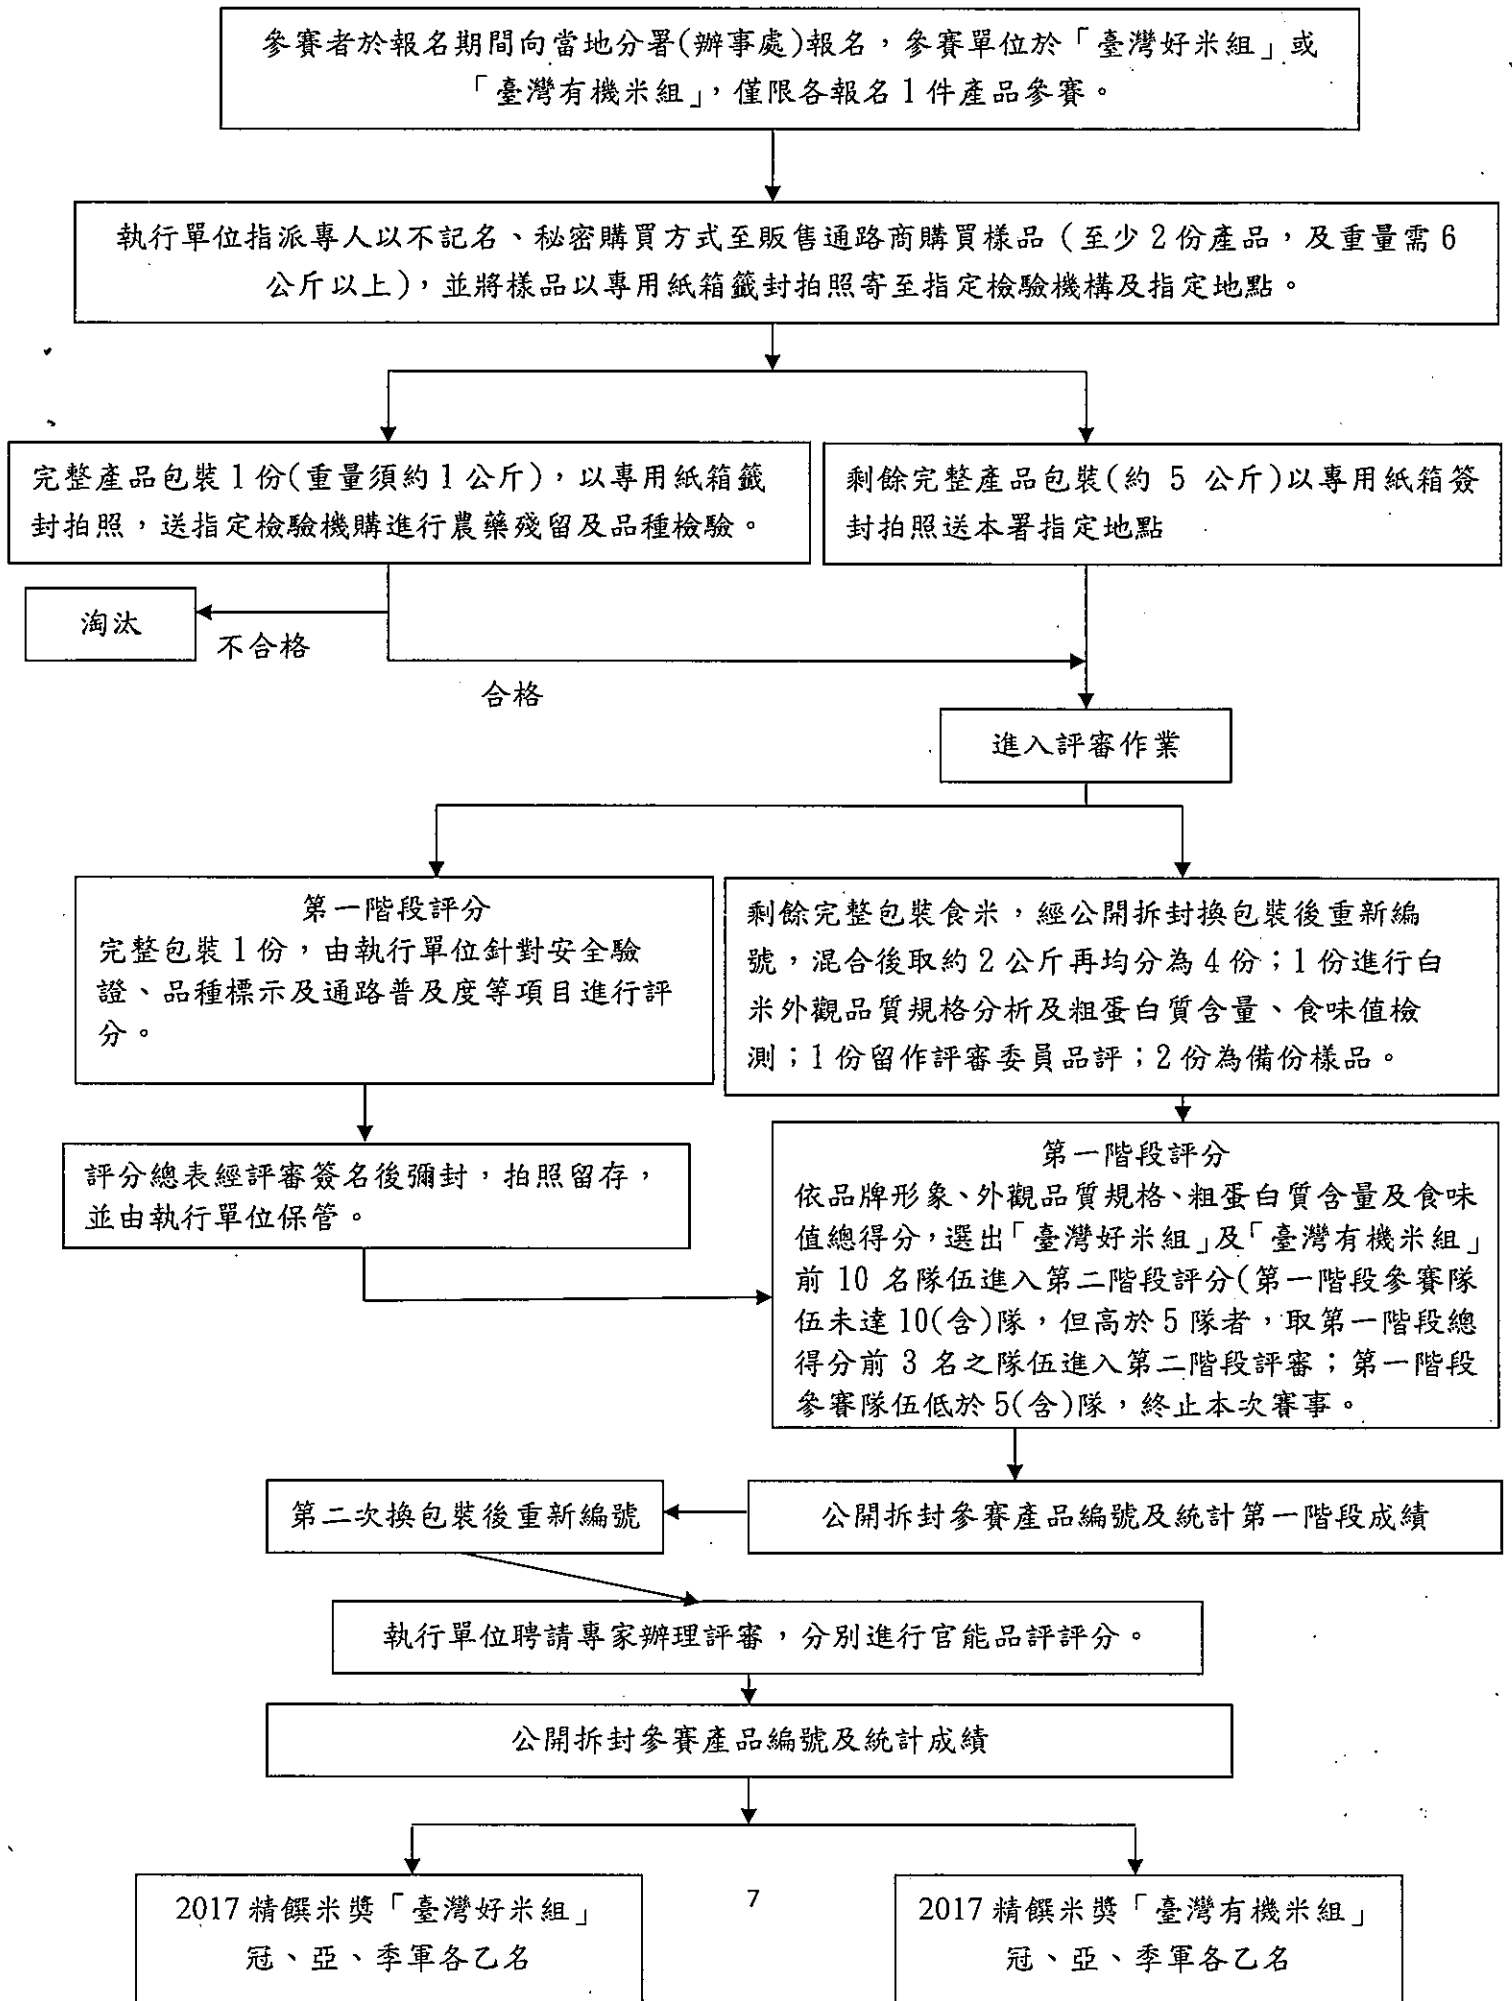 參賽者於報名期間向當地分署(辦事處)報名，參賽單位於「臺灣好米組」或
「臺灣有機米組」，僅限各報名1件產品參賽。
執行單位指派專人以不記名、秘密購買方式至販售通路商購買樣品（至少2份產品，及重量需6
公斤以上），並將樣品以專用紙箱籤封拍照寄至指定檢驗機構及指定地點。
完整產品包裝1份(重量須約1公斤)，以專用紙箱籤
封拍照，送指定檢驗機購進行農藥殘留及品種檢驗。
剩餘完整產品包裝(約 5 公斤)以專用紙箱簽
封拍照送本署指定地點
淘汰
不合格
合格
進入評審作業
第一階段評分
完整包裝1份，由執行單位針對安全驗
證、品種標示及通路普及度等項目進行評
分。
剩餘完整包裝食米，經公開拆封換包裝後重新編
號，混合後取約2公斤再均分為4份；1份進行白
米外觀品質規格分析及粗蛋白質含量、食味值檢
測；1份留作評審委員品評；2份為備份樣品。
評分總表經評審簽名後彌封，拍照留存，
並由執行單位保管。
第一階段評分
依品牌形象、外觀品質規格、粗蛋白質含量及食味
值總得分，選出「臺灣好米組」及「臺灣有機米組」
前 10 名隊伍進入第二階段評分(第一階段參賽隊
伍未達10(含)隊，但高於5隊者，取第一階段總
得分前 3 名之隊伍進入第二階段評審；第一階段
參賽隊伍低於5(含)隊，終止本次賽事。
第二次換包裝後重新編號
公開拆封參賽產品編號及統計第一階段成績
執行單位聘請專家辦理評審，分別進行官能品評評分。
公開拆封參賽產品編號及統計成績
2017精饌米獎「臺灣好米組」
冠、亞、季軍各乙名
7
2017精饌米獎「臺灣有機米組」
冠、亞、季軍各乙名